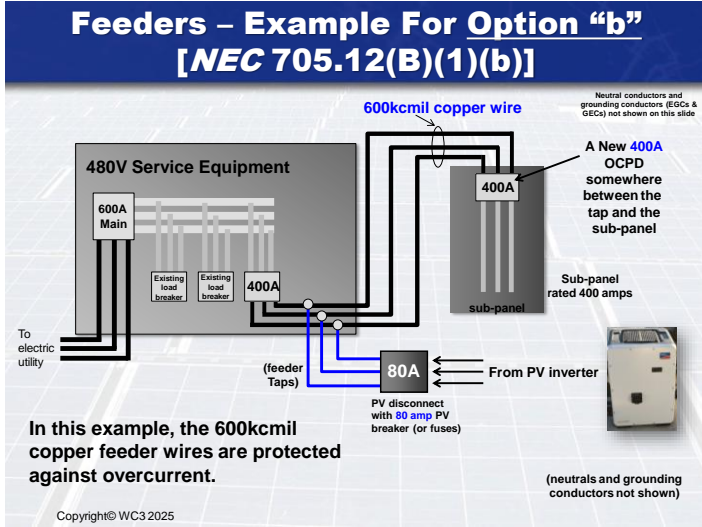 Feeders – Example For Option “b”
[NEC 705.12(B)(1)(b)]
Neutral conductors and
grounding conductors (EGCs &
GECs) not shown on this slide
600kcmil copper wire
480V Service Equipment
A New 400A
OCPD
somewhere
between the
tap and the
sub-panel
400A
600A
Main
Existing
load
breaker
Existing
load
breaker
400A
Sub-panel
rated 400 amps
sub-panel
To
electric
utility
(feeder
Taps)
80A
From PV inverter
PV disconnect
with 80 amp PV
breaker (or fuses)
In this example, the 600kcmil
copper feeder wires are protected
against overcurrent.
(neutrals and grounding
conductors not shown)
Copyright© WC3 2025